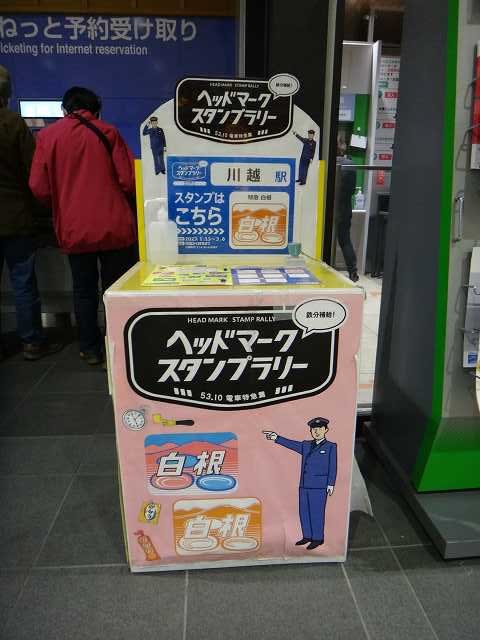 ねっと予約受け取り
Ticketing for Internet reservation
HEAD MARK STAMP RALLY
鉄分補給!
ヘッドマーク
スタンプラリー
53.10 電車特急篇
ヘッドマーク
スタンプラリー
川越 駅
スタンプは
こちら
特急 白根
白根
HEAD MARK STAMP RALLY
鉄分補給!
ヘッドマーク
スタンプラリー
53.10 電車特急篇
白根
白根